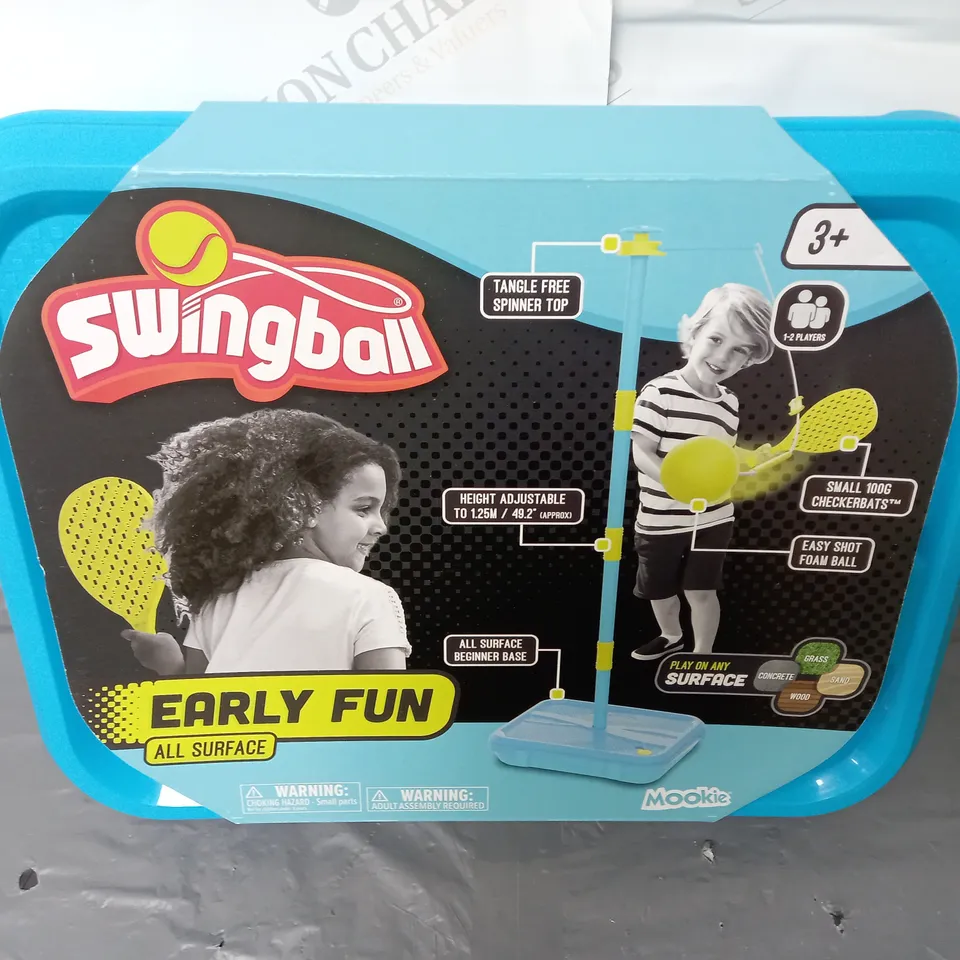 Swingball®
3+
TANGLE FREE
SPINNER TOP
1-2 PLAYERS
SMALL 100G
CHECKERBATS™
HEIGHT ADJUSTABLE
TO 1.25M / 49.2" (APPROX)
EASY SHOT
FOAM BALL
ALL SURFACE
BEGINNER BASE
PLAY ON ANY
SURFACE
GRASS
CONCRETE
SAND
WOOD
EARLY FUN
ALL SURFACE
WARNING:
CHOKING HAZARD - Small parts
WARNING:
ADULT ASSEMBLY REQUIRED
Mookie